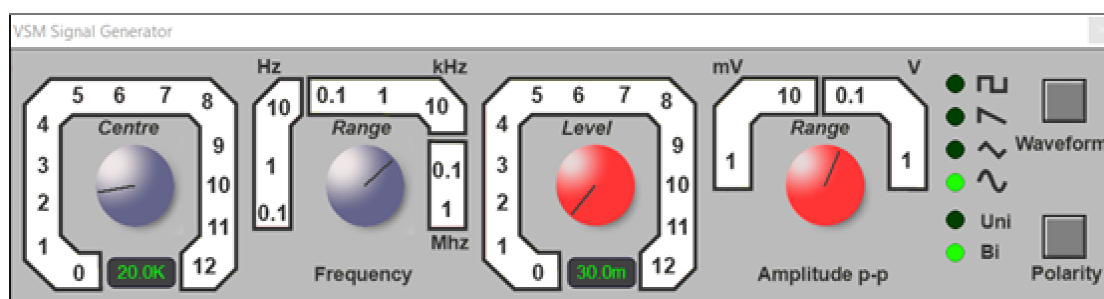 VSM Signal Generator
Hz kHz mV V
5 6 7 8 10 0.1 1 10 5 6 7 8 10 0.1
4 Centre Range 4 Level Range Waveform
3 9 1 0.1 3 9 1 1
2 10 0.1 1 2 10
1 11 Mhz 1 11 Uni
0 20.0K 12 Frequency 0 30.0m 12 Amplitude p-p Bi Polarity